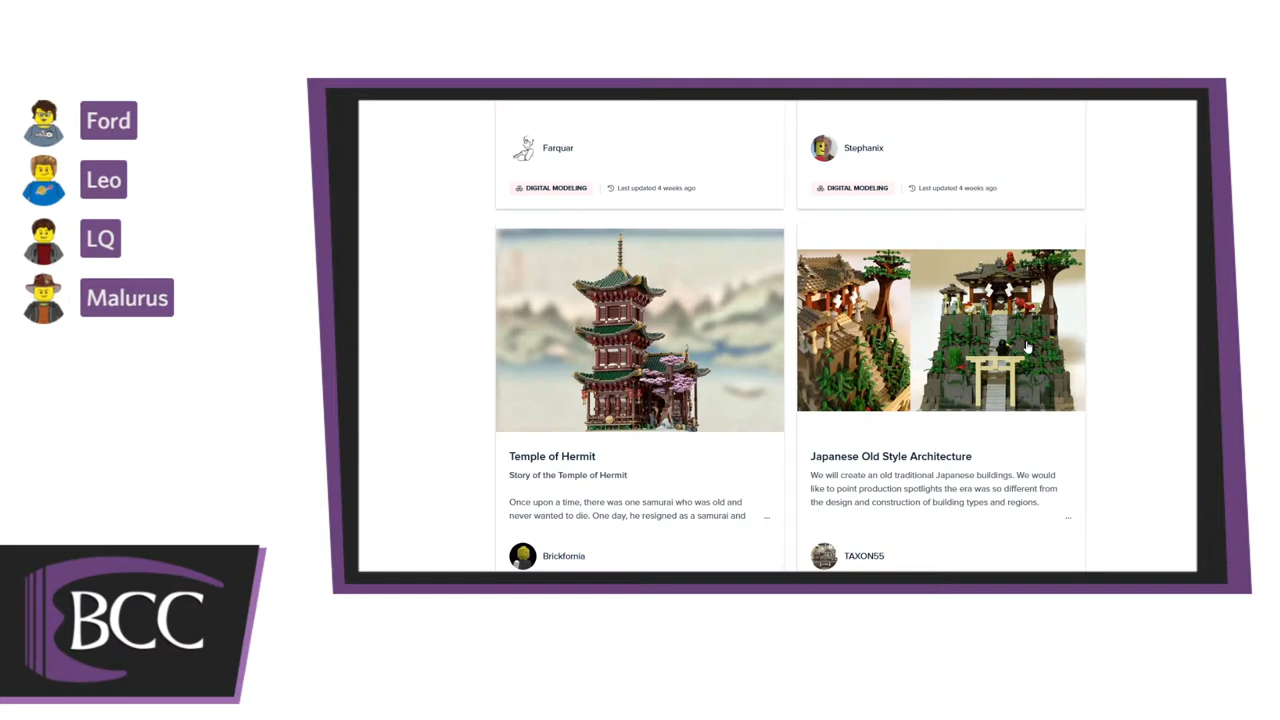 Ford
Leo
LQ
Malurus
BCC
Farquar
DIGITAL MODELING
Last updated 4 weeks ago
Stephanix
DIGITAL MODELING
Last updated 4 weeks ago
Temple of Hermit
Story of the Temple of Hermit
Once upon a time, there was one samurai who was old and
never wanted to die. One day, he resigned as a samurai and
...
Brickfornia
Japanese Old Style Architecture
We will create an old traditional Japanese buildings. We would
like to point production spotlights the era was so different from
the design and construction of building types and regions.
...
TAXON55